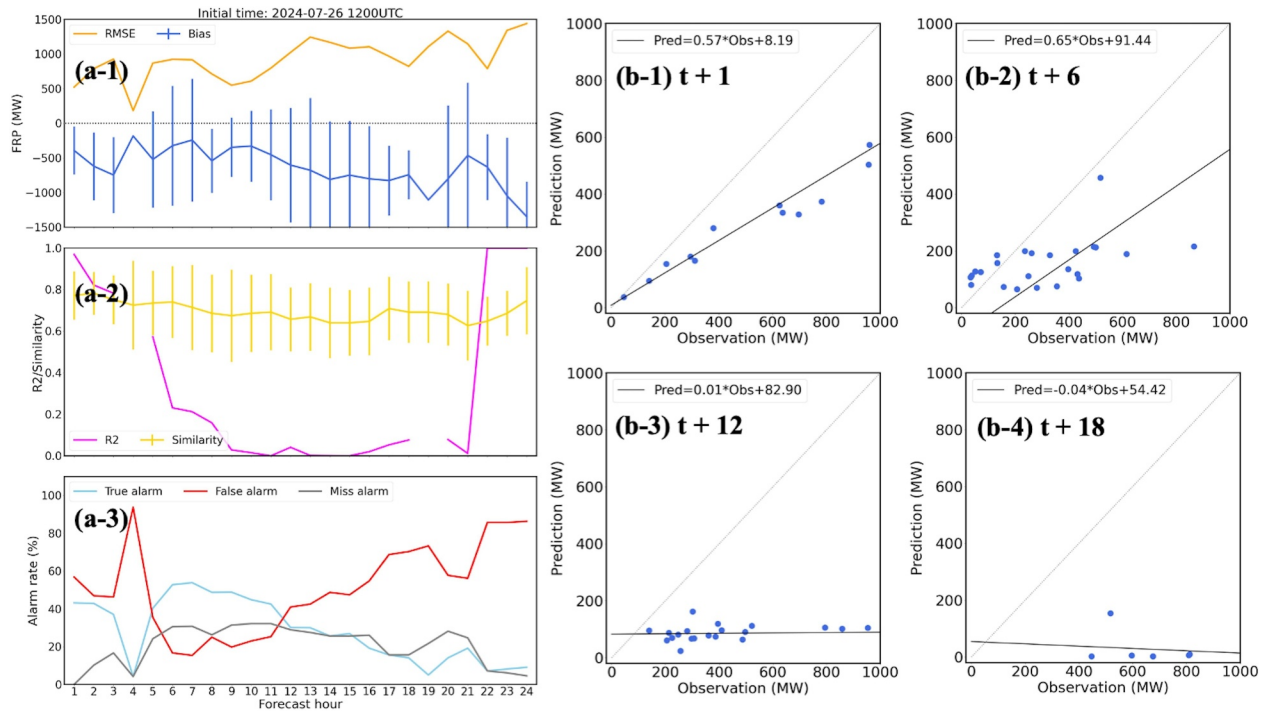 Initial time: 2024-07-26 1200UTC
1500
1000
500
0
−500
−1000
−1500
FRP (MW)
RMSE Bias
(a-1)
1.0
0.8
0.6
0.4
0.2
0.0
R2/Similarity
(a-2)
R2 Similarity
100
80
60
40
20
0
Alarm rate (%)
True alarm False alarm Miss alarm
(a-3)
1 2 3 4 5 6 7 8 9 10 11 12 13 14 15 16 17 18 19 20 21 22 23 24
Forecast hour
1000
800
600
400
200
0
Prediction (MW)
Pred=0.57*Obs+8.19
(b-1) t + 1
0 200 400 600 800 1000
Observation (MW)
1000
800
600
400
200
0
Prediction (MW)
Pred=0.65*Obs+91.44
(b-2) t + 6
0 200 400 600 800 1000
Observation (MW)
1000
800
600
400
200
0
Prediction (MW)
Pred=0.01*Obs+82.90
(b-3) t + 12
0 200 400 600 800 1000
Observation (MW)
1000
800
600
400
200
0
Prediction (MW)
Pred=-0.04*Obs+54.42
(b-4) t + 18
0 200 400 600 800 1000
Observation (MW)